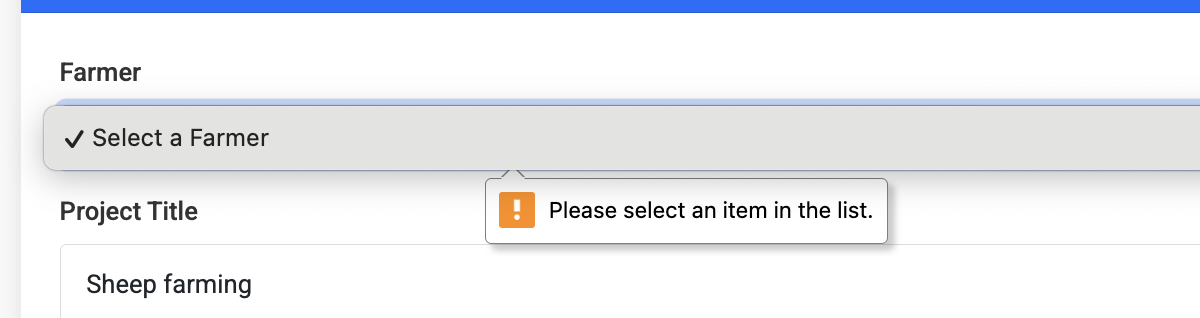 Farmer
✓ Select a Farmer
Please select an item in the list.
Project Title
Sheep farming